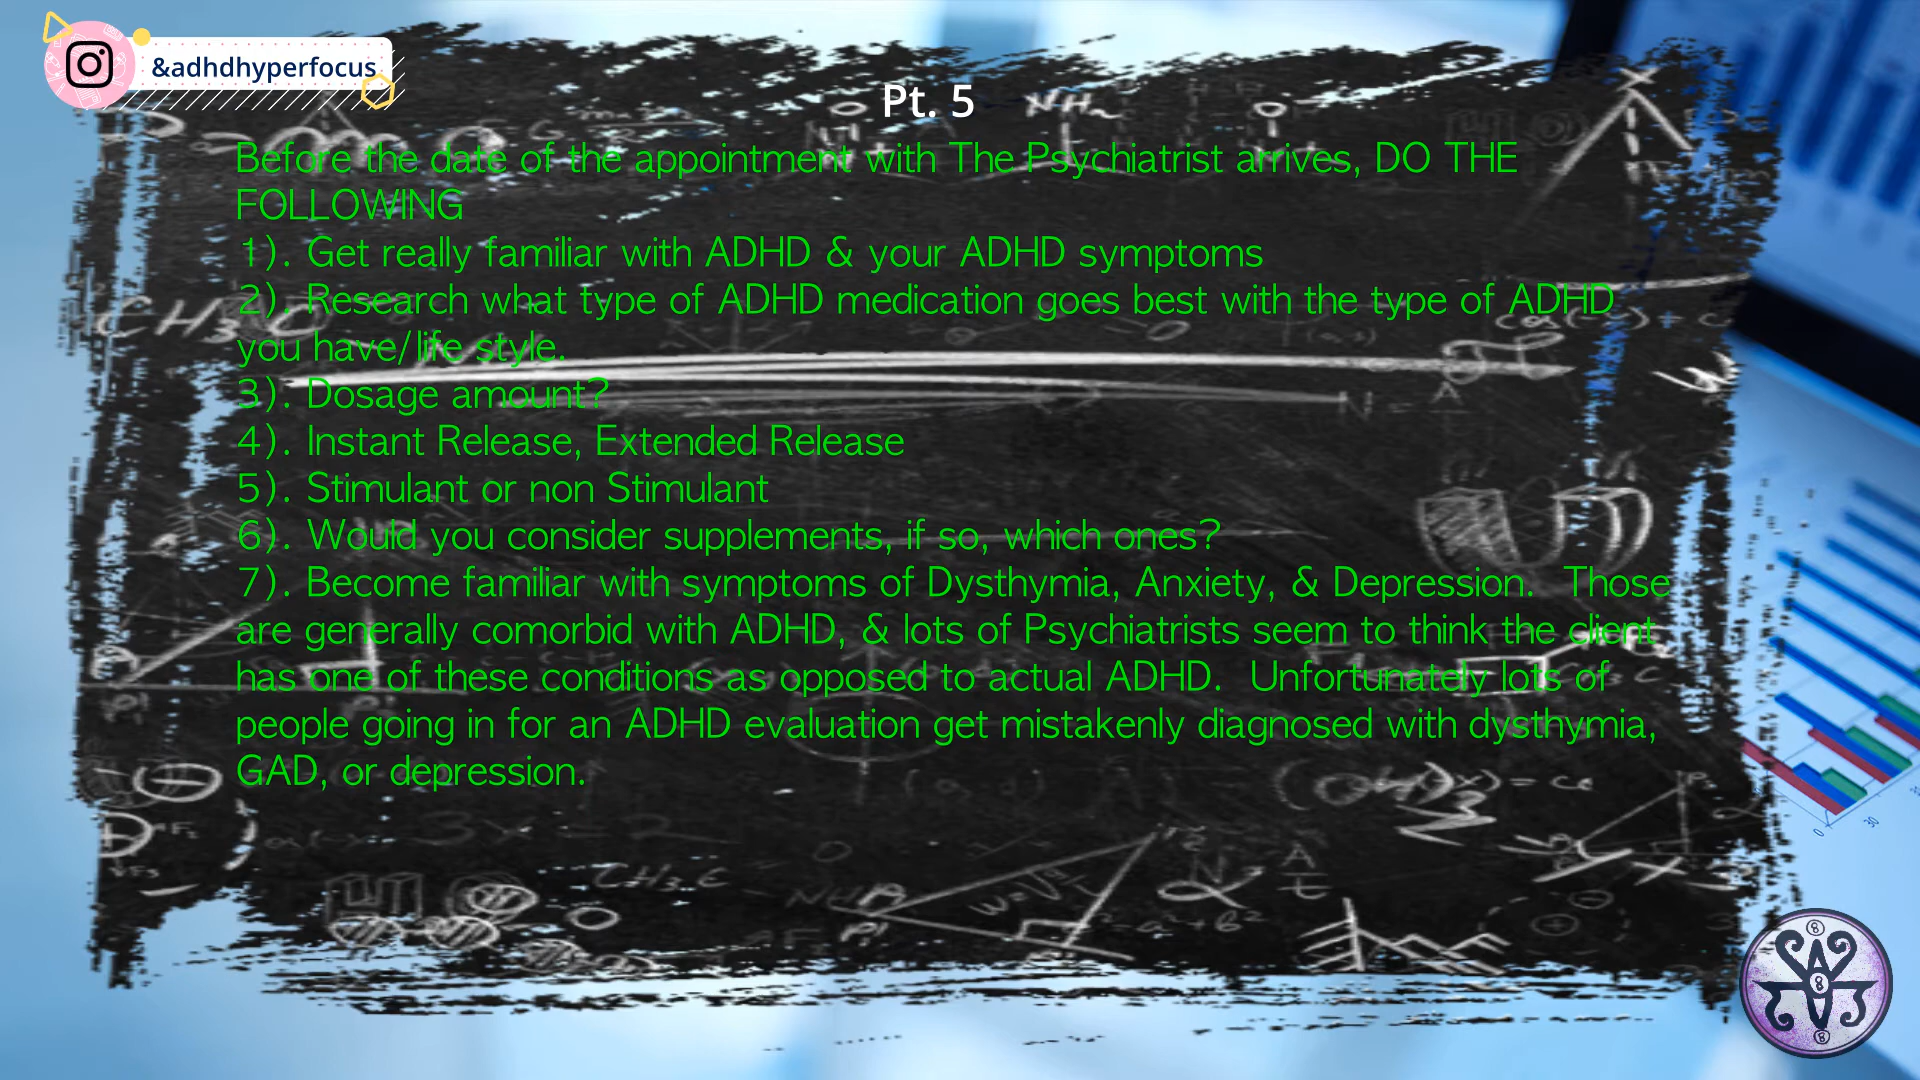 &adhdhyperfocus
Pt. 5
Before the date of the appointment with The Psychiatrist arrives, DO THE
FOLLOWING
1). Get really familiar with ADHD & your ADHD symptoms
2). Research what type of ADHD medication goes best with the type of ADHD
you have/life style.
3). Dosage amount?
4). Instant Release, Extended Release
5). Stimulant or non Stimulant
6). Would you consider supplements, if so, which ones?
7). Become familiar with symptoms of Dysthymia, Anxiety, & Depression.  Those
are generally comorbid with ADHD, & lots of Psychiatrists seem to think the client
has one of these conditions as opposed to actual ADHD.  Unfortunately lots of
people going in for an ADHD evaluation get mistakenly diagnosed with dysthymia,
GAD, or depression.